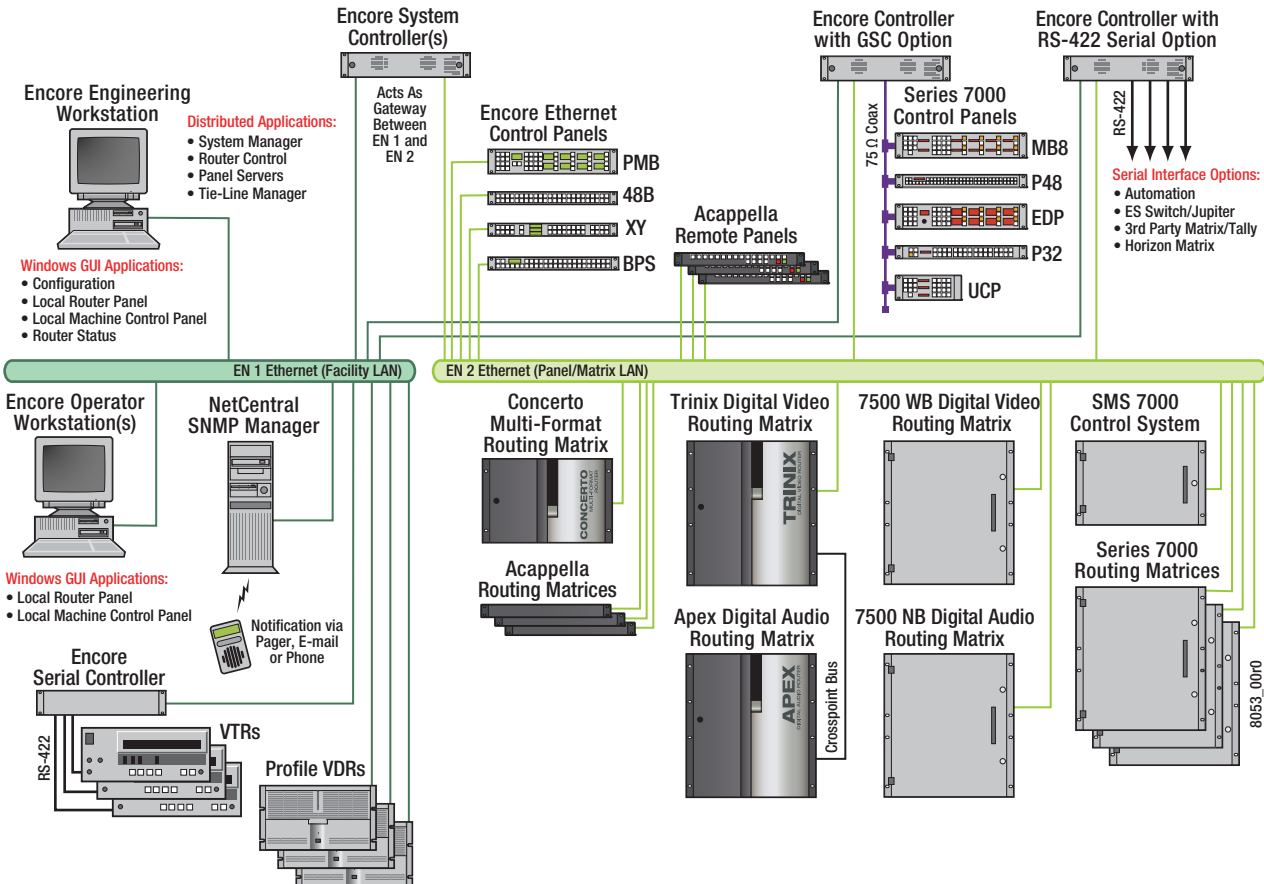 Encore System
Controller(s)
Encore Controller
with GSC Option
Encore Controller with
RS-422 Serial Option
Encore Engineering
Workstation
Distributed Applications:
• System Manager
• Router Control
• Panel Servers
• Tie-Line Manager
Acts As
Gateway
Between
EN 1 and
EN 2
Encore Ethernet
Control Panels
PMB
48B
XY
BPS
Acappella
Remote Panels
75 Ω Coax
Series 7000
Control Panels
MB8
P48
EDP
P32
UCP
RS-422
Serial Interface Options:
• Automation
• ES Switch/Jupiter
• 3rd Party Matrix/Tally
• Horizon Matrix
Windows GUI Applications:
• Configuration
• Local Router Panel
• Local Machine Control Panel
• Router Status
EN 1 Ethernet (Facility LAN)
EN 2 Ethernet (Panel/Matrix LAN)
Encore Operator
Workstation(s)
NetCentral
SNMP Manager
Concerto
Multi-Format
Routing Matrix
CONCERTO
MULTI-FORMAT
ROUTER
Trinix Digital Video
Routing Matrix
TRINIX
DIGITAL VIDEO ROUTER
7500 WB Digital Video
Routing Matrix
SMS 7000
Control System
Windows GUI Applications:
• Local Router Panel
• Local Machine Control Panel
Notification via
Pager, E-mail
or Phone
Acappella
Routing Matrices
Apex Digital Audio
Routing Matrix
APEX
DIGITAL AUDIO ROUTER
Crosspoint Bus
7500 NB Digital Audio
Routing Matrix
Series 7000
Routing Matrices
Encore
Serial Controller
RS-422
VTRs
Profile VDRs
8053_00r0